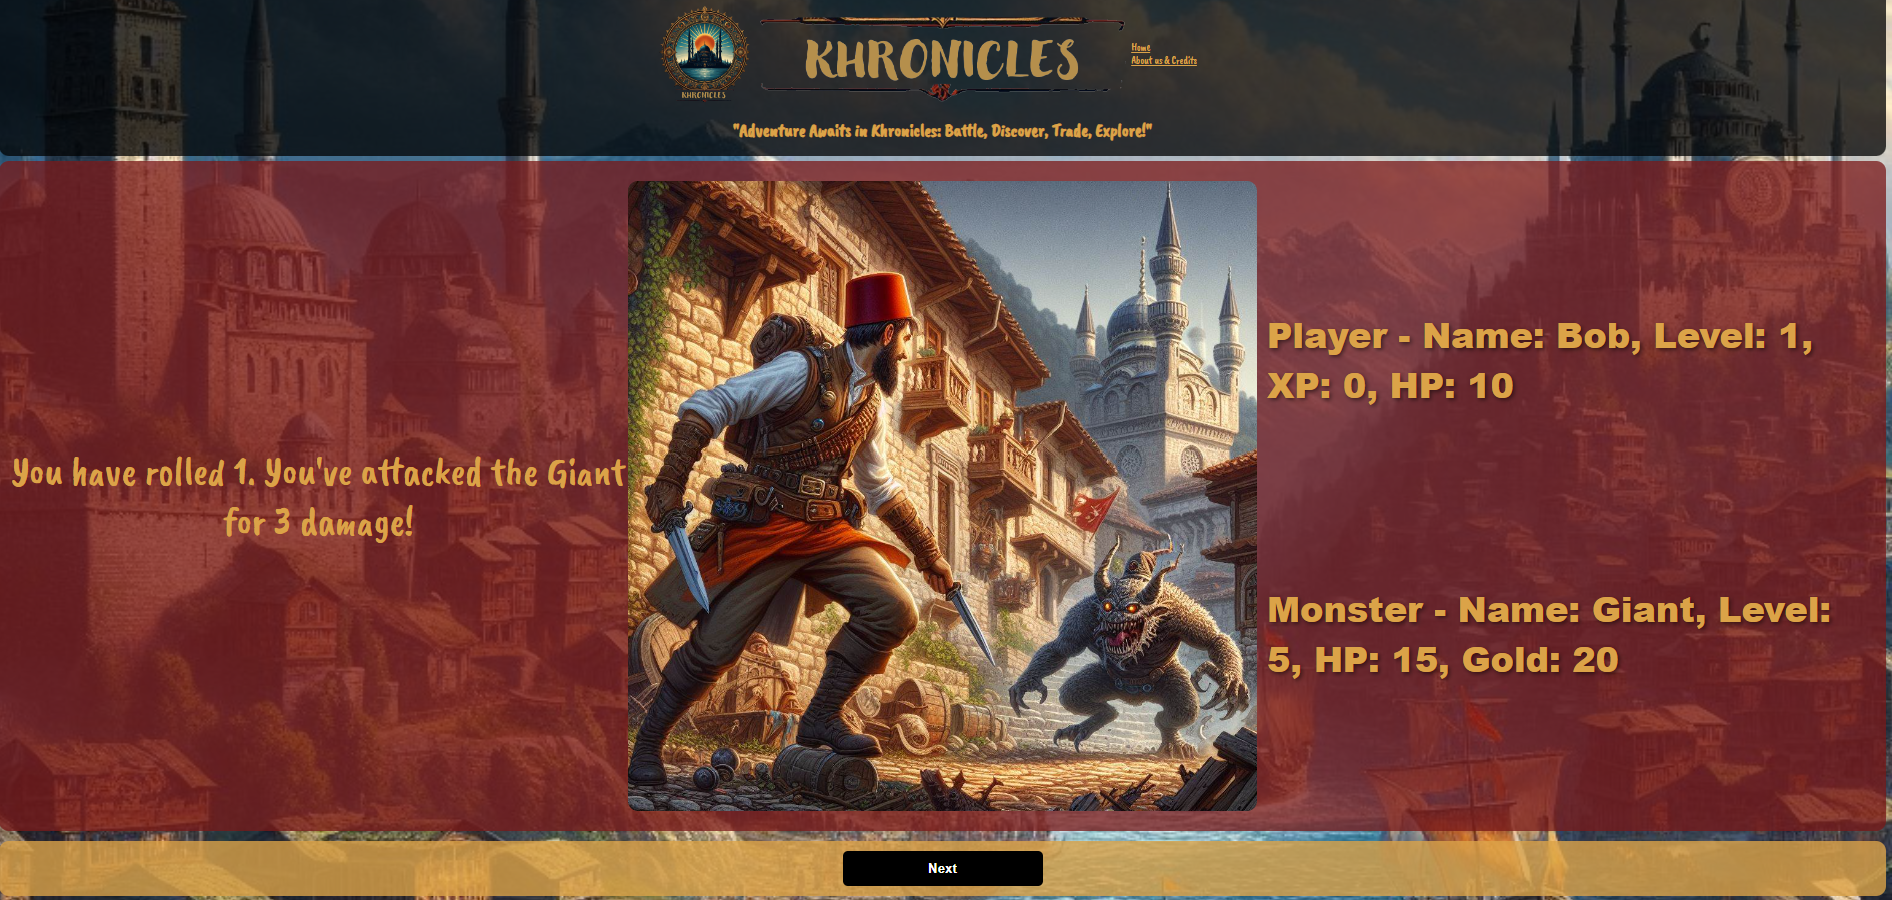 KHRONICLES
KHRONICLES
Home
About us & Credits
"Adventure Awaits in Khronicles: Battle, Discover, Trade, Explore!"
You have rolled 1. You've attacked the Giant
for 3 damage!
Player - Name: Bob, Level: 1,
XP: 0, HP: 10
Monster - Name: Giant, Level:
5, HP: 15, Gold: 20
Next